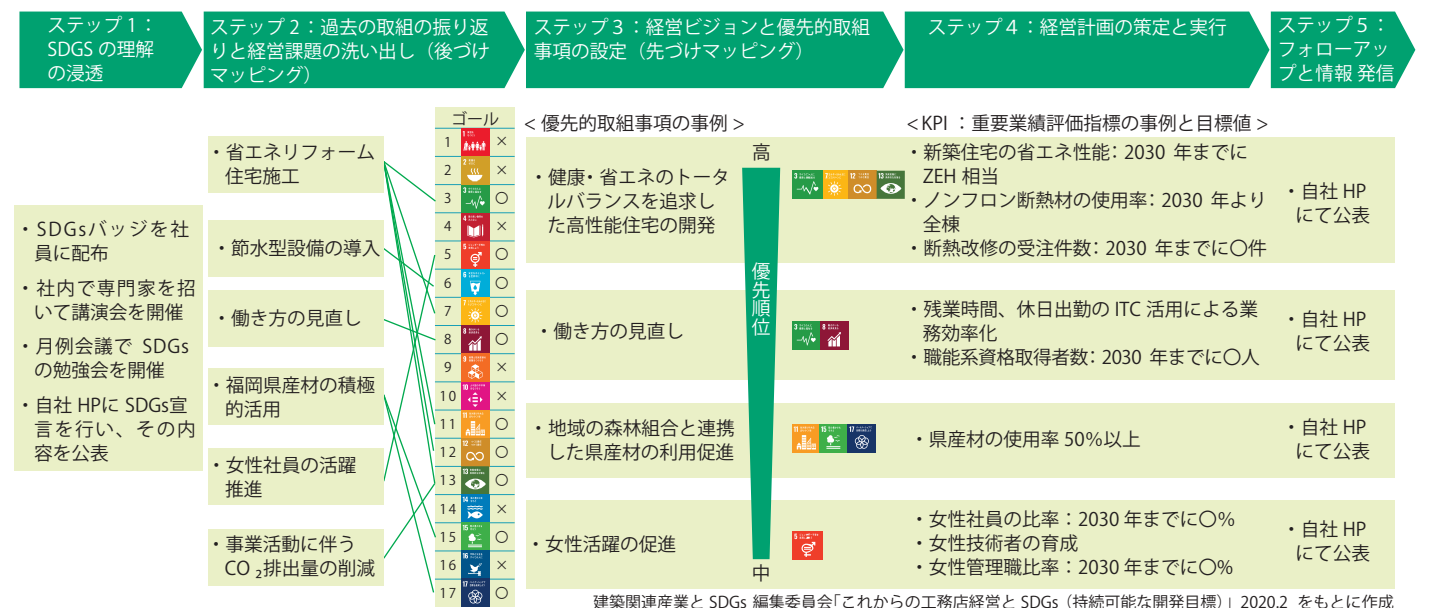 ステップ1：
SDGS の理解
の浸透
ステップ2：過去の取組の振り返
りと経営課題の洗い出し（後づけ
マッピング）
ステップ3：経営ビジョンと優先的取組
事項の設定（先づけマッピング）
ステップ4：経営計画の策定と実行
ステップ5：
フォローアッ
プと情報 発信
・SDGsバッジを社
員に配布
・社内で専門家を招
いて講演会を開催
・月例会議で SDGs
の勉強会を開催
・自社 HPに SDGs宣
言を行い、その内
容を公表
・省エネリフォーム
住宅施工
・節水型設備の導入
・働き方の見直し
・福岡県産材の積極
的活用
・女性社員の活躍
推進
・事業活動に伴う
CO₂排出量の削減
ゴール
1 ×
2 ×
3 〇
4 ×
5 〇
6 〇
7 〇
8 〇
9 ×
10 ×
11 〇
12 〇
13 〇
14 ×
15 〇
16 ×
17 〇
<優先的取組事項の事例>
・健康・省エネのトータ
ルバランスを追求し
た高性能住宅の開発
・働き方の見直し
・地域の森林組合と連携
した県産材の利用促進
・女性活躍の促進
高
優先順位
中
3 7 12 13
3 8
11 15 17
5
<KPI ：重要業績評価指標の事例と目標値>
・新築住宅の省エネ性能：2030 年までに
ZEH 相当
・ノンフロン断熱材の使用率：2030 年より
全棟
・断熱改修の受注件数：2030 年までに〇件
・残業時間、休日出勤の ITC 活用による業
務効率化
・職能系資格取得者数：2030 年までに〇人
・県産材の使用率 50％以上
・女性社員の比率：2030 年までに〇％
・女性技術者の育成
・女性管理職比率：2030 年までに〇％
・自社 HP
にて公表
・自社 HP
にて公表
・自社 HP
にて公表
・自社 HP
にて公表
建築関連産業と SDGs 編集委員会「これからの工務店経営と SDGs（持続可能な開発目標）」2020.2 をもとに作成